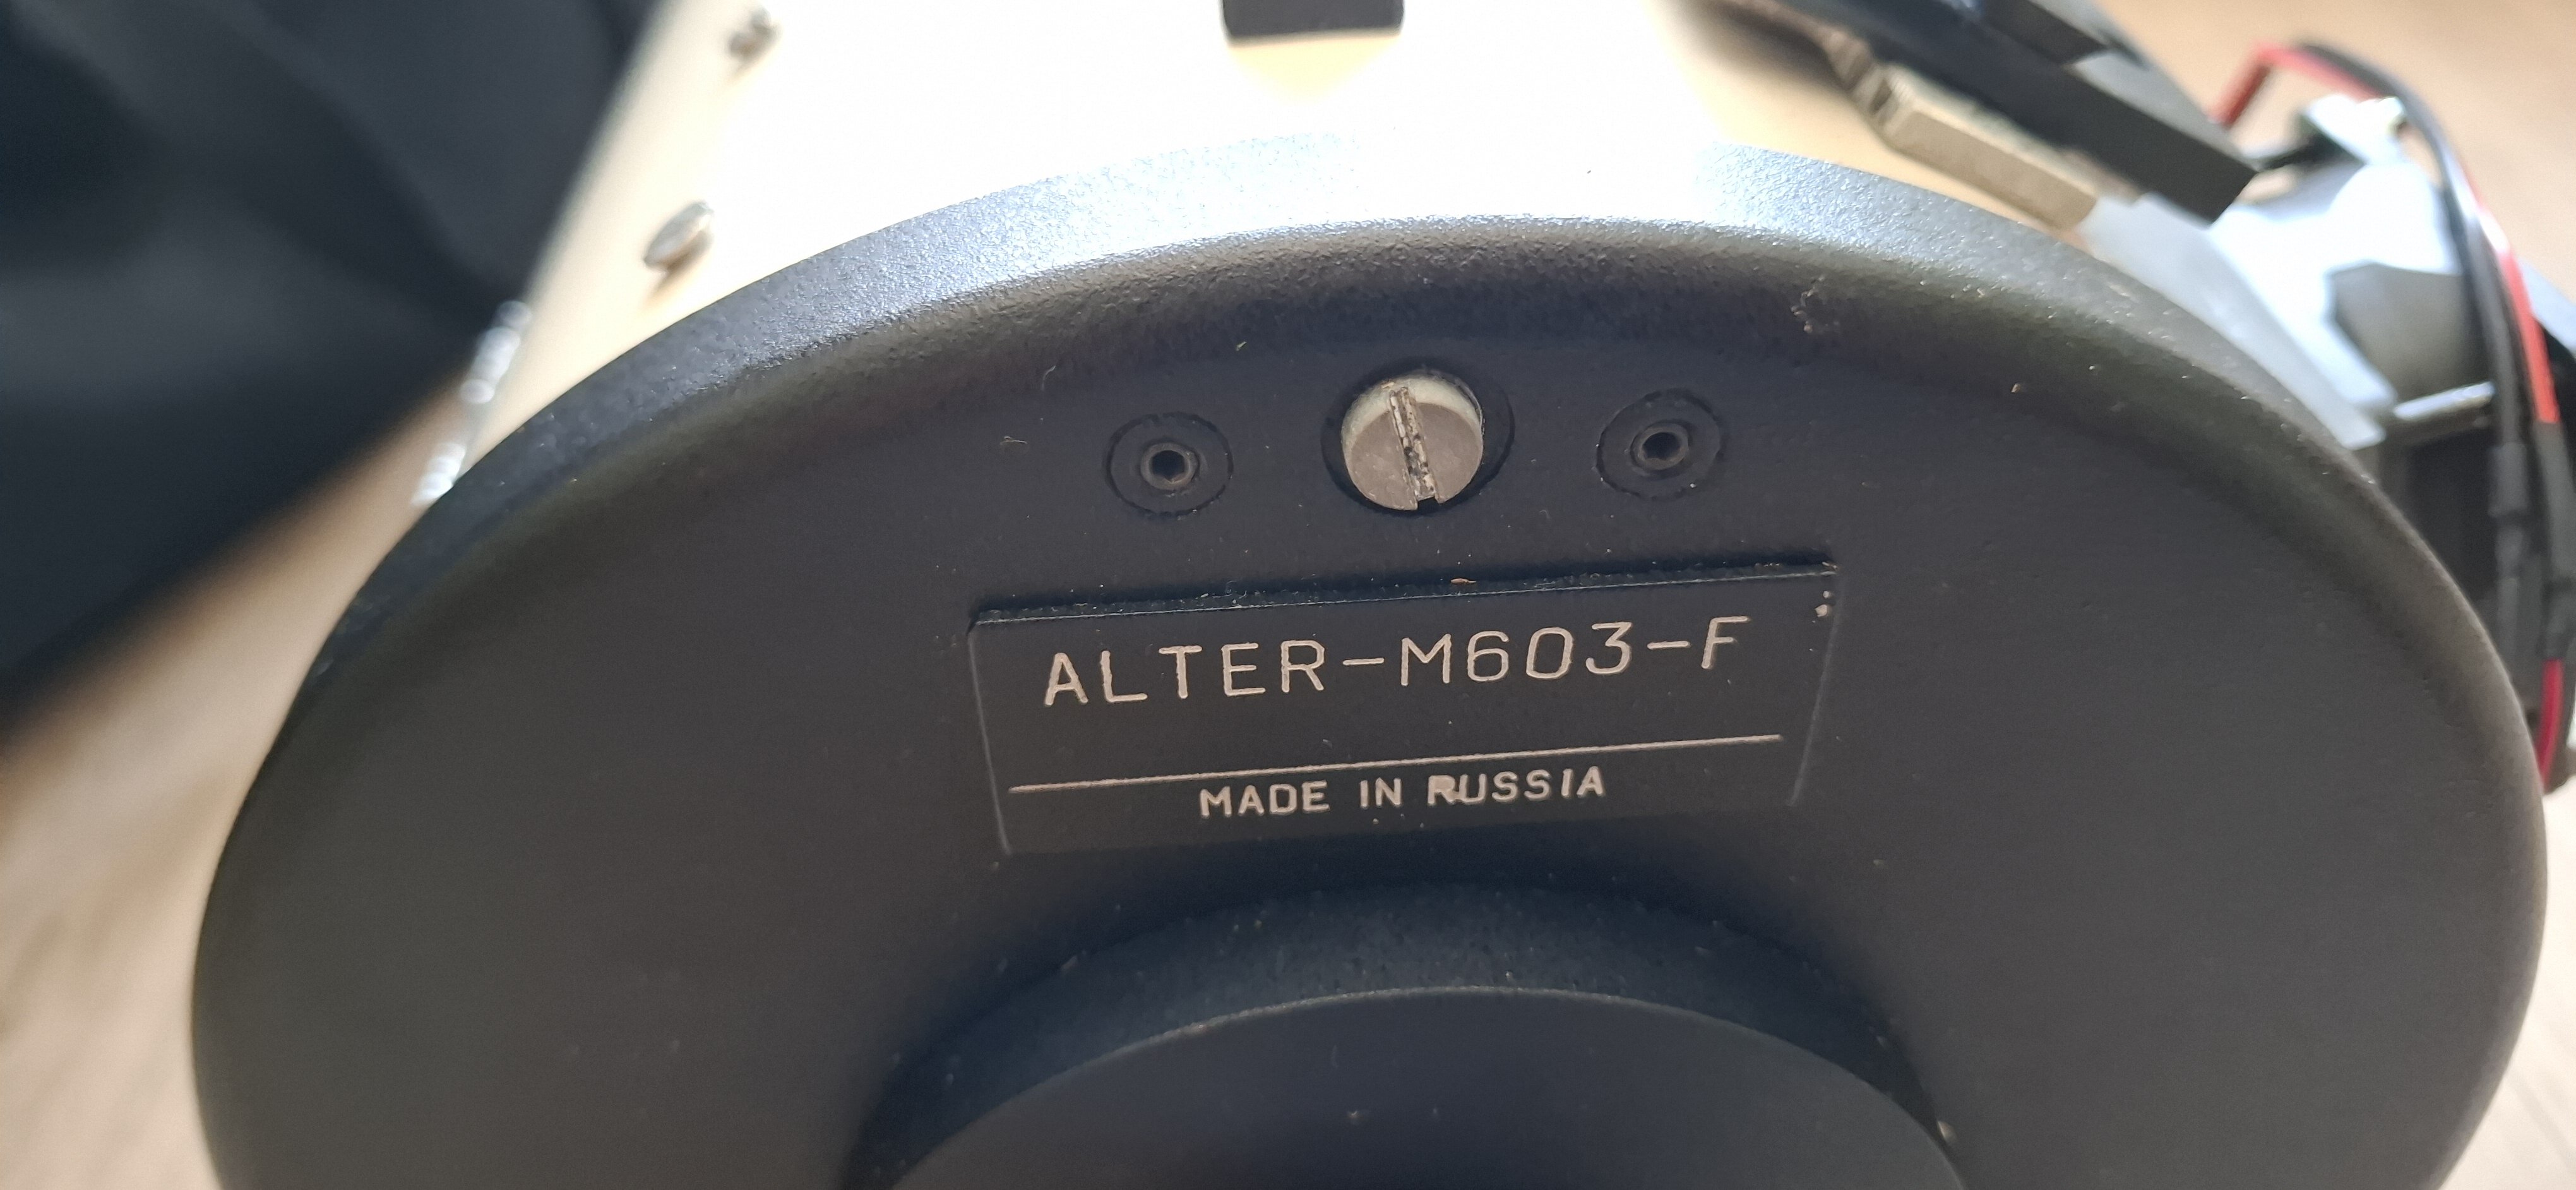 ALTER-M603-F
MADE IN RUSSIA